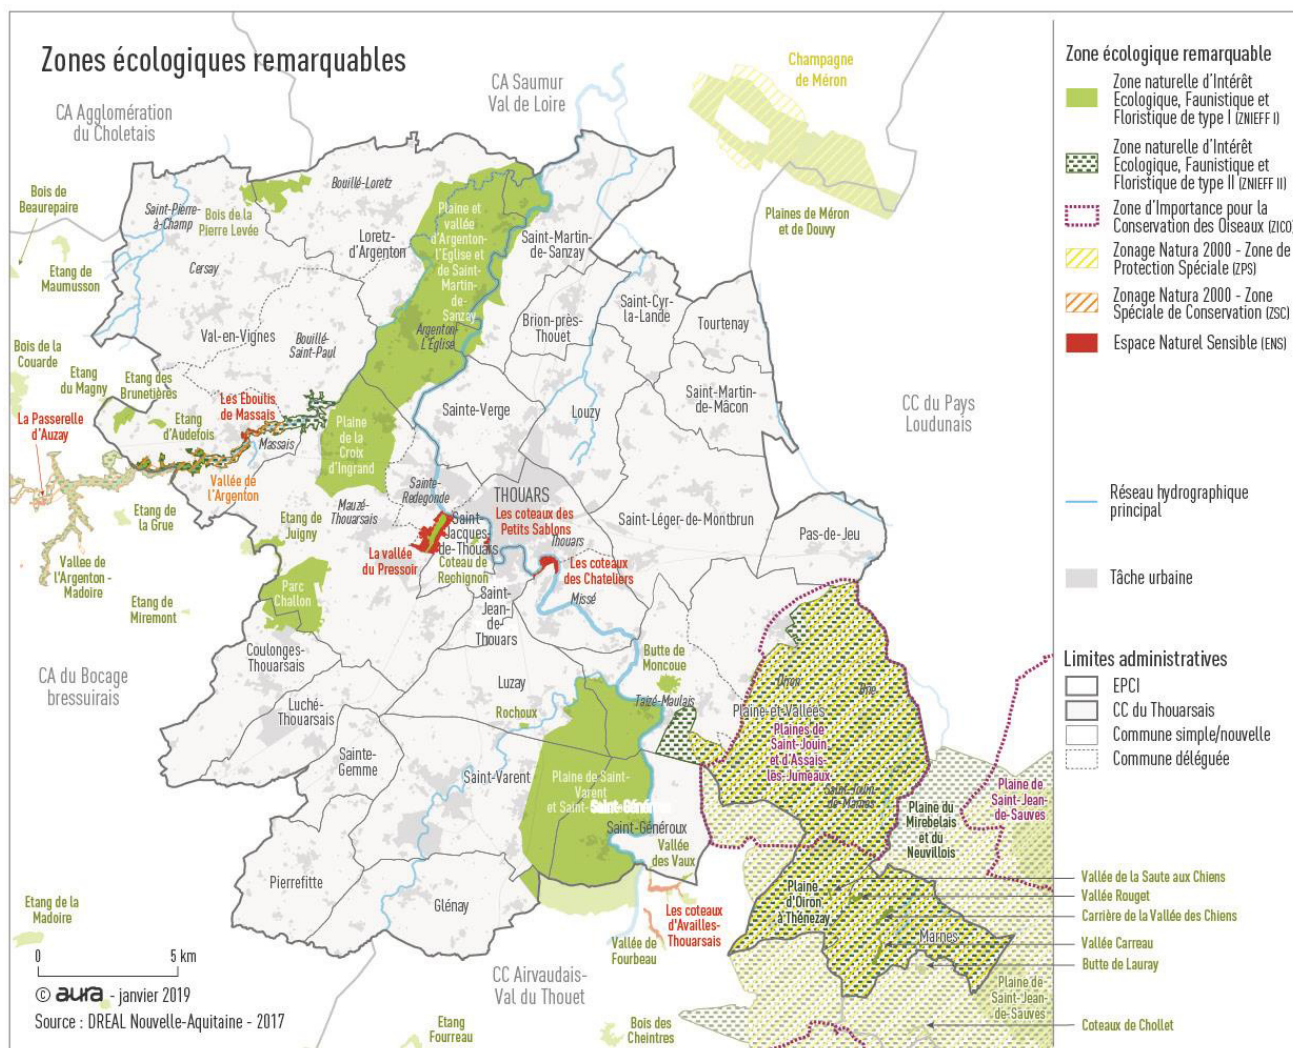 Zones écologiques remarquables
CA Agglomération
du Choletais
CA Saumur
Val de Loire
Champagne
de Méron
Plaines de Méron
et de Douvy
Bois de
Beaurepaire
Etang de
Maumusson
Saint-Pierre-
à-Champ
Bois de la
Pierre Levée
Bouillé-Loretz
Loretz-
d'Argenton
Cersay
Plaine et
vallée
d'Argenton-
l'Eglise et
de Saint-
Martin-
de-
Sanzay
Saint-Martin-
de-Sanzay
Argenton-
L'Église
Val-en-Vignes
Bouillé-
Saint-Paul
Brion-près-
Thouet
Saint-Cyr-
la-Lande
Tourtenay
Bois de la
Couarde
Etang
du Magny
Etang des
Brunetières
Les Éboulis
de Massais
La Passerelle
d'Auzay
Etang
d'Audefois
Massais
Vallée de
l'Argenton
Plaine
de la
Croix
d'Ingrand
Sainte-Verge
Louzy
Saint-Martin-
de-Mâcon
CC du Pays
Loudunais
Etang de
la Grue
Mauzé-
Thouarsais
Sainte-
Radegonde
THOUARS
Les coteaux des
Petits Sablons
Thouars
Saint-Léger-de-Montbrun
Pas-de-Jeu
Etang de
Juigny
La vallée
du Pressoir
Saint-
Jacques-
de-Thouars
Coteau de
Rechignon
Les coteaux
des Chateliers
Missé
Vallee de
l'Argenton -
Madoire
Etang de
Miremont
Parc
Challon
Saint-
Jean-
de-
Thouars
CA du Bocage
bressuirais
Coulonges-
Thouarsais
Luzay
Butte de
Moncoue
Taizé-Maulais
Oiron
Brie
Plaine-et-Vallées
Plaines de
Saint-Jouin
et d'Assais-
les-Jumeaux
Saint-Jouin-
de-Marnes
Luché-
Thouarsais
Rochoux
Sainte-
Gemme
Saint-Varent
Plaine de Saint-
Varent
et Saint-Généroux
Saint-Généroux
Vallée
des Vaux
Plaine du
Mirebelais
et du
Neuvillois
Plaine de
Saint-Jean-
de-Sauves
Pierrefitte
Glénay
Etang de
la Madoire
Plaine
d'Oiron
à Thénezay
Marnes
Les coteaux
d'Availles-
Thouarsais
Vallée de
Fourbeau
CC Airvaudais-
Val du Thouet
Etang
Fourreau
Bois des
Cheintres
Plaine de
Saint-Jean-
de-Sauves
Vallée de la Saute aux Chiens
Vallée Rouget
Carrière de la Vallée des Chiens
Vallée Carreau
Butte de Lauray
Coteaux de Chollet
0 5 km
© aura - janvier 2019
Source : DREAL Nouvelle-Aquitaine - 2017
Zone écologique remarquable
Zone naturelle d'Intérêt
Ecologique, Faunistique et
Floristique de type I (ZNIEFF I)
Zone naturelle d'Intérêt
Ecologique, Faunistique et
Floristique de type II (ZNIEFF II)
Zone d'Importance pour la
Conservation des Oiseaux (ZICO)
Zonage Natura 2000 - Zone de
Protection Spéciale (ZPS)
Zonage Natura 2000 - Zone
Spéciale de Conservation (ZSC)
Espace Naturel Sensible (ENS)
Réseau hydrographique
principal
Tâche urbaine
Limites administratives
EPCI
CC du Thouarsais
Commune simple/nouvelle
Commune déléguée